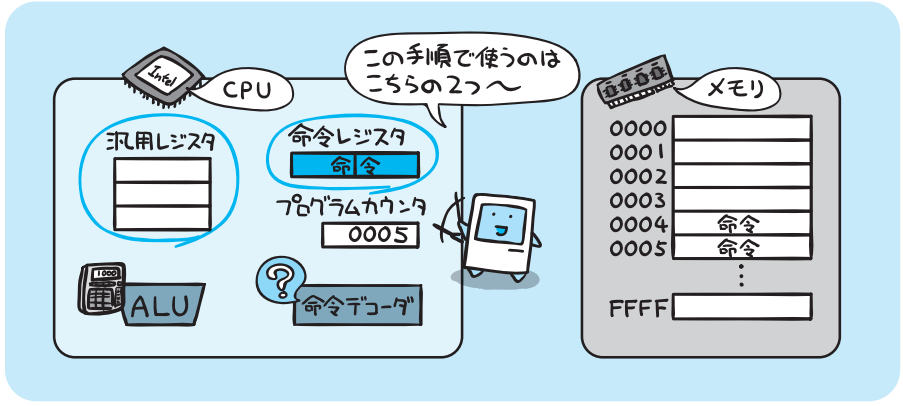 この手順で使うのは
こちらの2つ〜
Intel
CPU
メモリ
汎用レジスタ
命令レジスタ
命令
プログラムカウンタ
0005
1000
ALU
?
命令デコーダ
0000
0001
0002
0003
0004 命令
0005 命令
⋮
FFFF